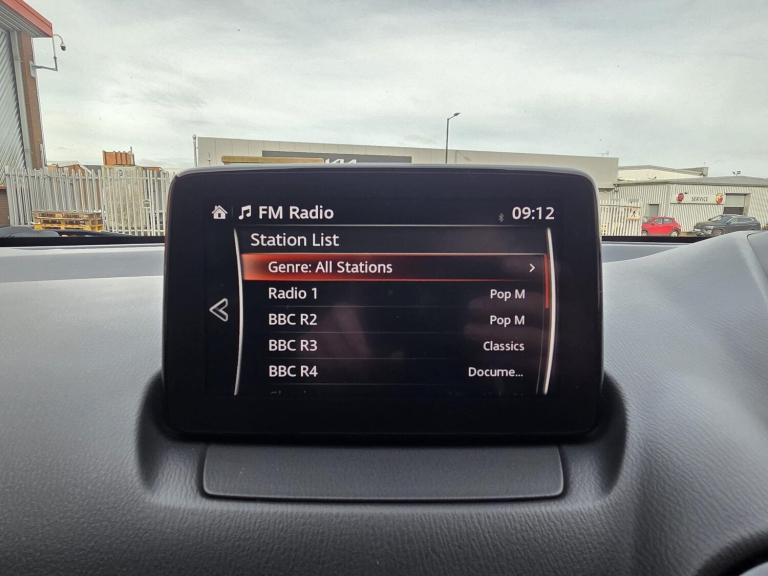 FM Radio 09:12
Station List
Genre: All Stations
Radio 1 Pop M
BBC R2 Pop M
BBC R3 Classics
BBC R4 Docume...
SERVICE